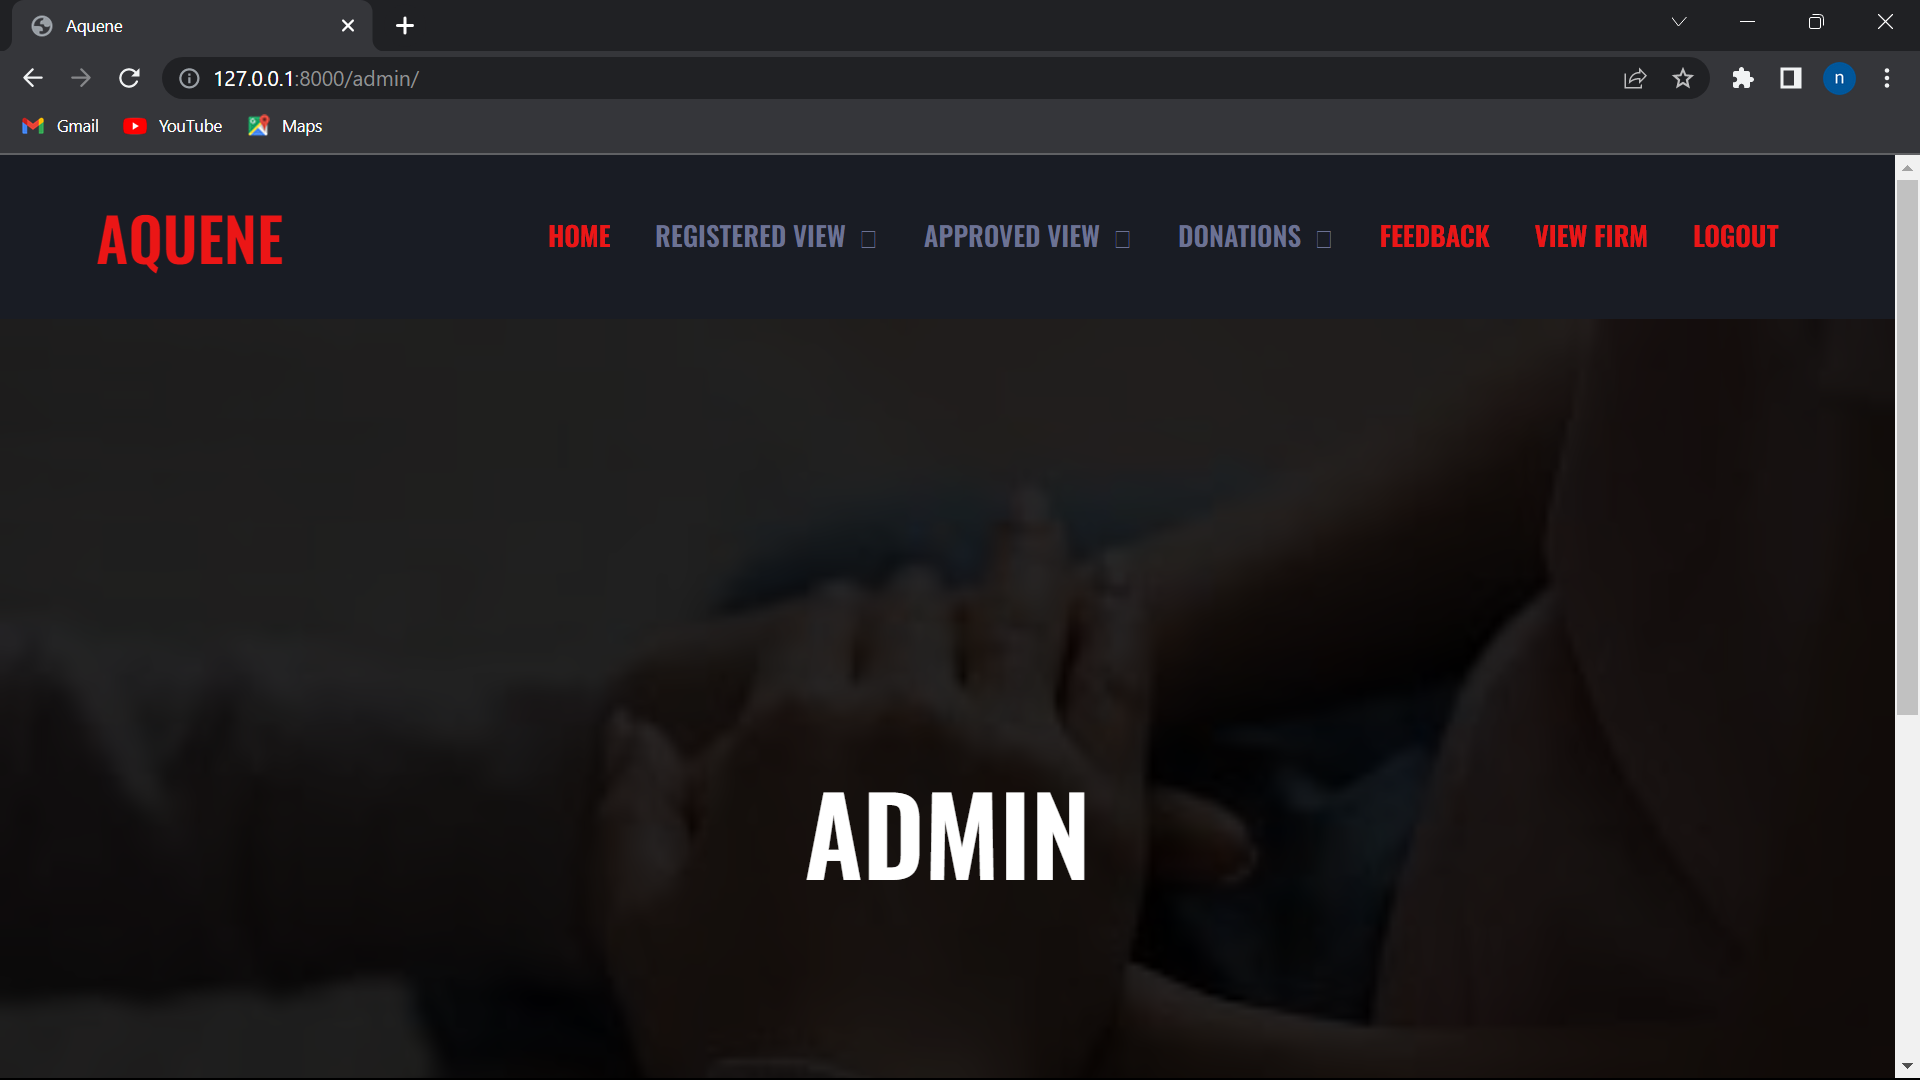 Aquene
127.0.0.1:8000/admin/
n
Gmail YouTube Maps
AQUENE HOME REGISTERED VIEW APPROVED VIEW DONATIONS FEEDBACK VIEW FIRM LOGOUT
ADMIN